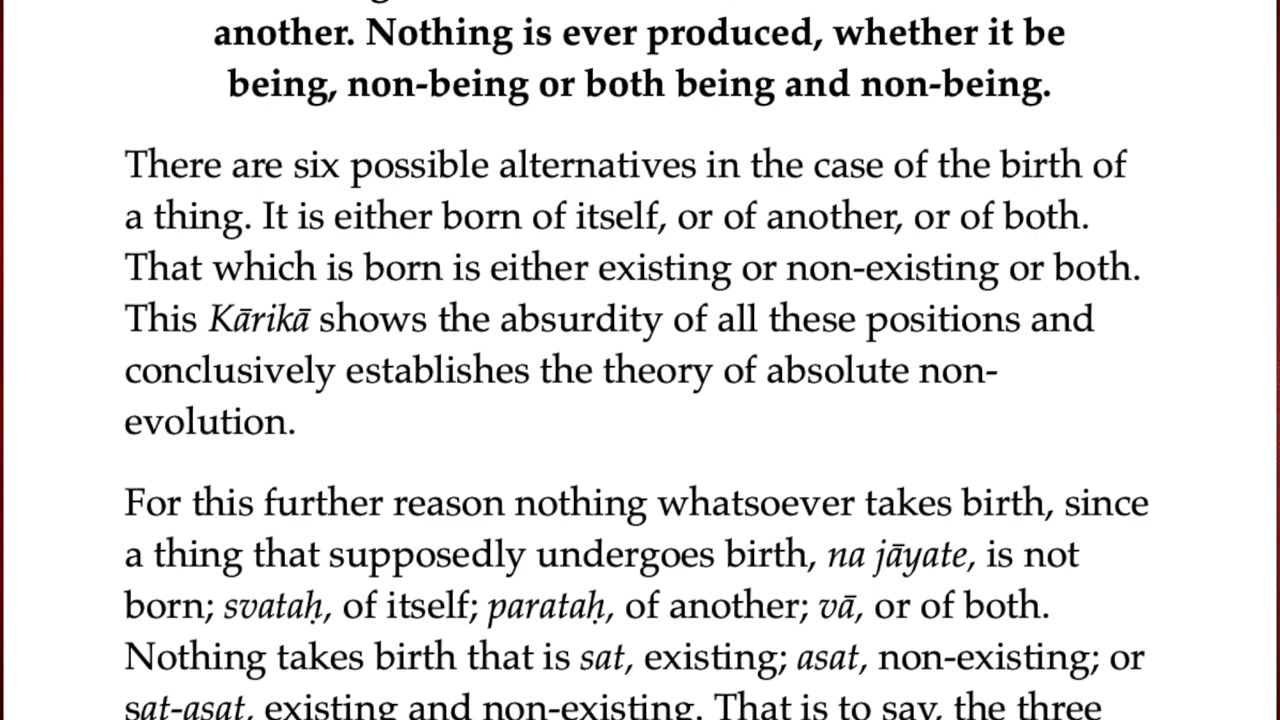 another. Nothing is ever produced, whether it be
being, non-being or both being and non-being.
There are six possible alternatives in the case of the birth of
a thing. It is either born of itself, or of another, or of both.
That which is born is either existing or non-existing or both.
This Kārikā shows the absurdity of all these positions and
conclusively establishes the theory of absolute non-
evolution.
For this further reason nothing whatsoever takes birth, since
a thing that supposedly undergoes birth, na jāyate, is not
born; svataḥ, of itself; parataḥ, of another; vā, or of both.
Nothing takes birth that is sat, existing; asat, non-existing; or
sat-asat, existing and non-existing. That is to say, the three